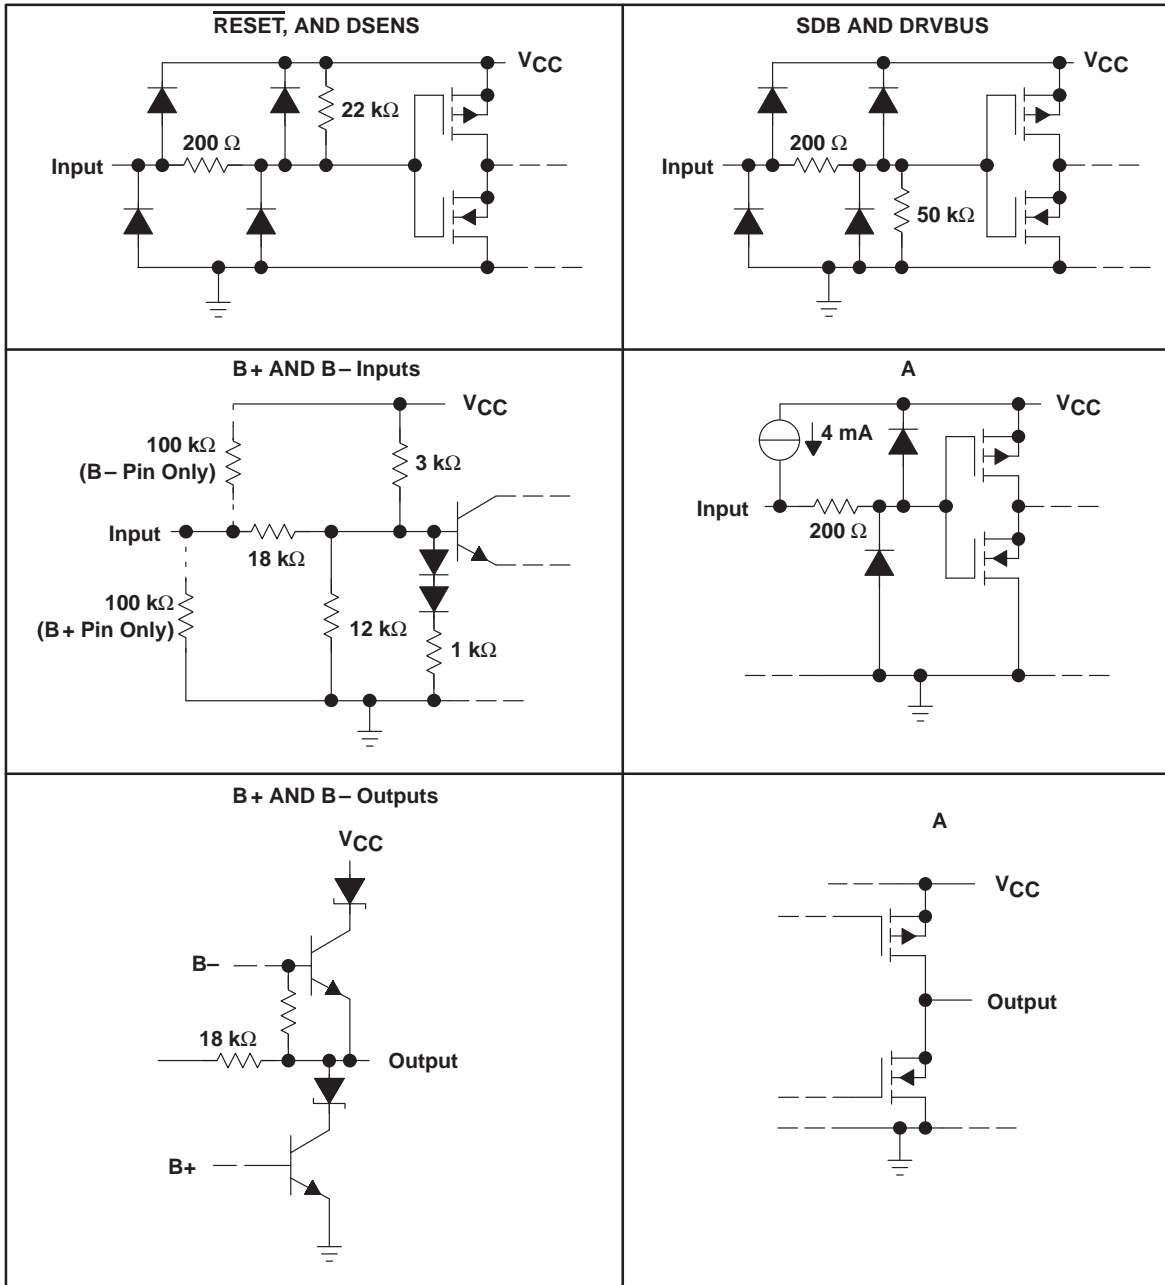 RESET, AND DSENS
VCC
22 kΩ
200 Ω
Input
SDB AND DRVBUS
VCC
200 Ω
Input
50 kΩ
B+ AND B– Inputs
VCC
100 kΩ
(B– Pin Only)
3 kΩ
Input
18 kΩ
100 kΩ
(B+ Pin Only)
12 kΩ
1 kΩ
A
VCC
4 mA
Input
200 Ω
B+ AND B– Outputs
VCC
B–
18 kΩ
Output
B+
A
VCC
Output